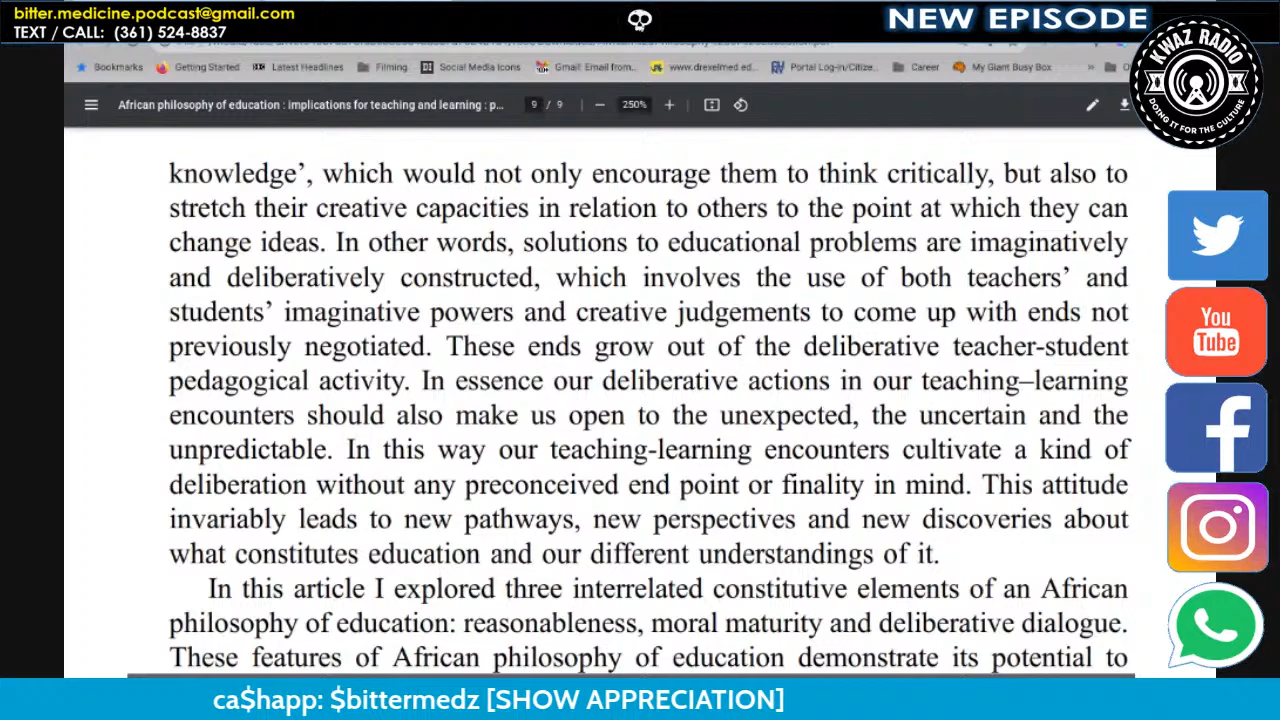 bitter.medicine.podcast@gmail.com
TEXT / CALL: (361) 524-8837
NEW EPISODE
KWAZ RADIO
DOING IT FOR THE CULTURE
Bookmarks
Getting Started
Latest Headlines
Filming
Social Media Icons
Gmail: Email from...
www.drexelmed.ed...
Portal Log-In/Citize...
Career
My Giant Busy Box
»
African philosophy of education : implications for teaching and learning : p...
9 / 9
250%
knowledge’, which would not only encourage them to think critically, but also to
stretch their creative capacities in relation to others to the point at which they can
change ideas. In other words, solutions to educational problems are imaginatively
and deliberatively constructed, which involves the use of both teachers’ and
students’ imaginative powers and creative judgements to come up with ends not
previously negotiated. These ends grow out of the deliberative teacher-student
pedagogical activity. In essence our deliberative actions in our teaching–learning
encounters should also make us open to the unexpected, the uncertain and the
unpredictable. In this way our teaching-learning encounters cultivate a kind of
deliberation without any preconceived end point or finality in mind. This attitude
invariably leads to new pathways, new perspectives and new discoveries about
what constitutes education and our different understandings of it.
In this article I explored three interrelated constitutive elements of an African
philosophy of education: reasonableness, moral maturity and deliberative dialogue.
These features of African philosophy of education demonstrate its potential to
You
Tube
ca$happ: $bittermedz [SHOW APPRECIATION]